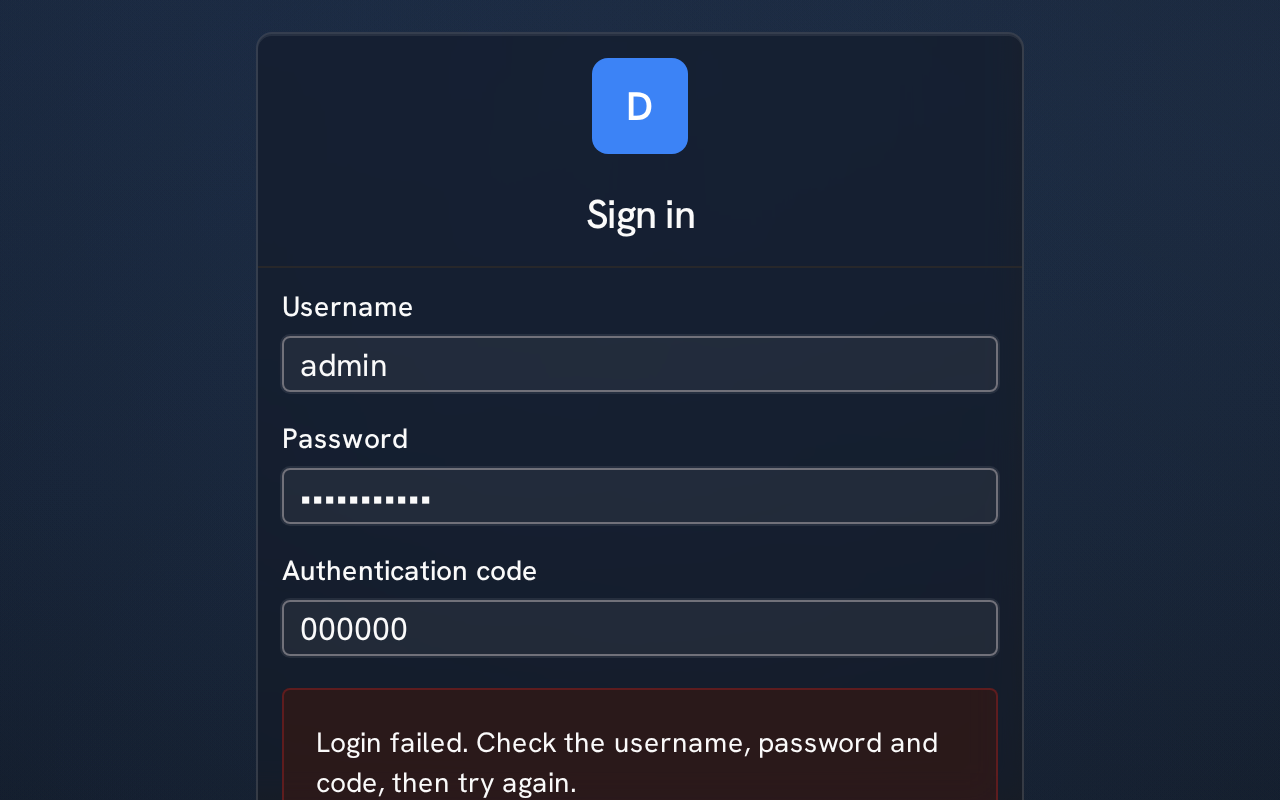 D
Sign in
Username
admin
Password
Authentication code
000000
Login failed. Check the username, password and
code, then try again.